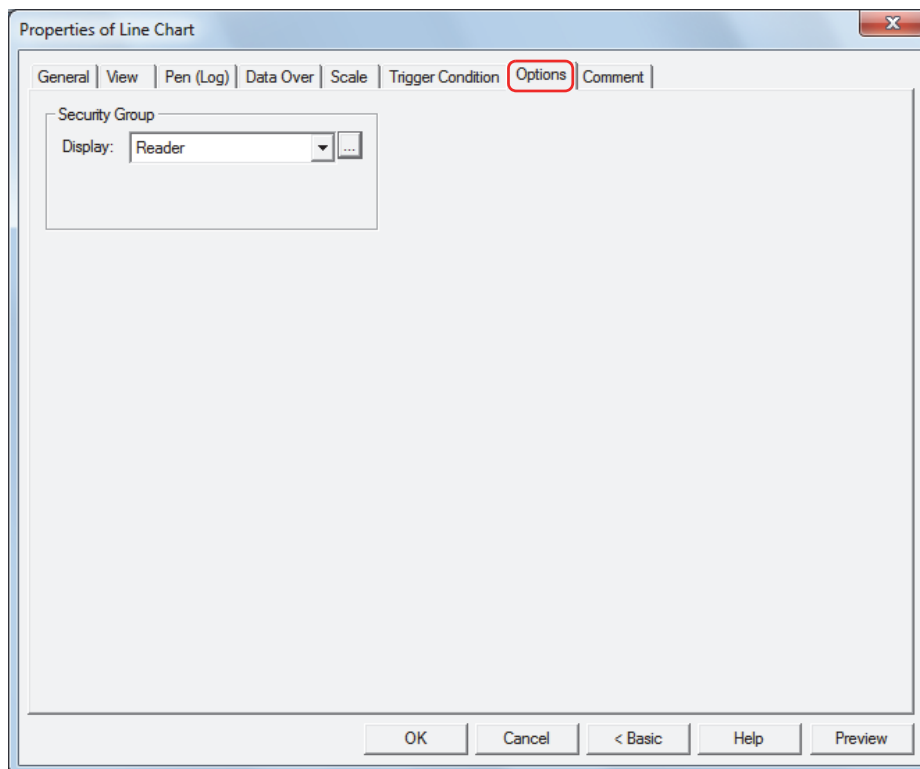 Properties of Line Chart
General View Pen (Log) Data Over Scale Trigger Condition Options Comment
Security Group
Display: Reader ...
OK Cancel < Basic Help Preview